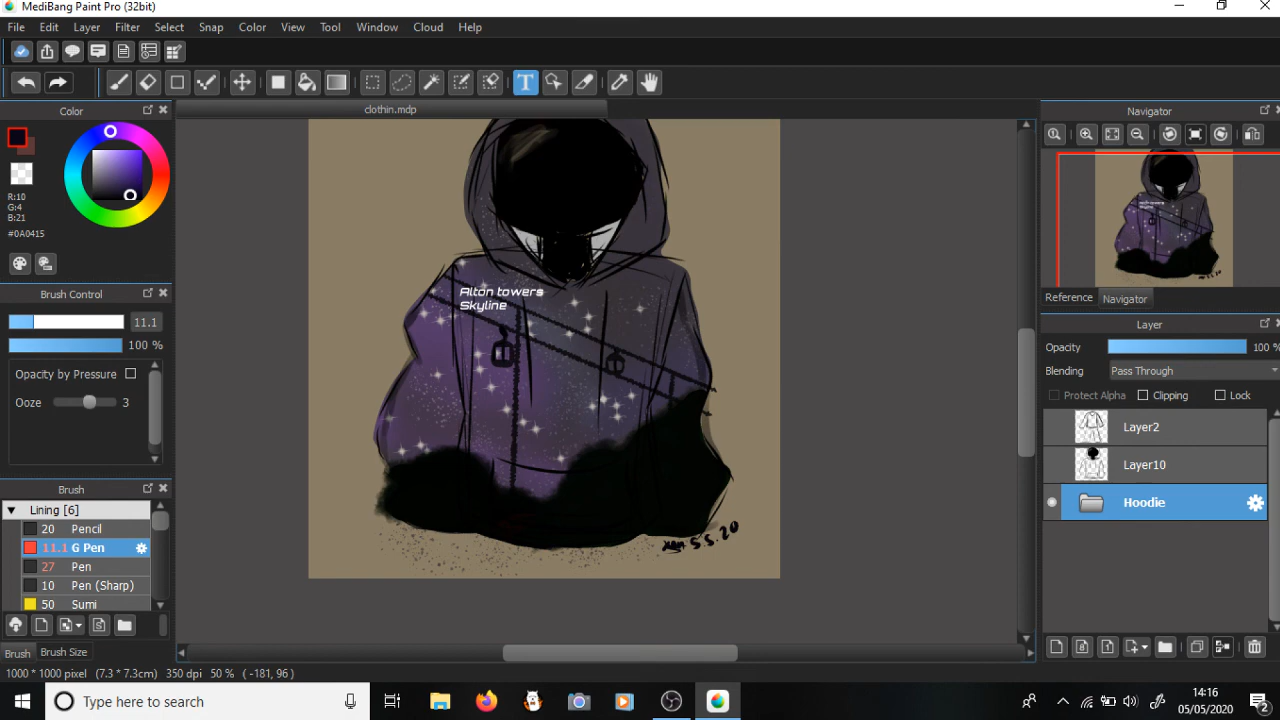 MediBang Paint Pro (32bit)
File Edit Layer Filter Select Snap Color View Tool Window Cloud Help
Color
clothin.mdp
Navigator
R:10
G:4
B:21
#0A0415
Brush Control
11.1
100 %
Opacity by Pressure
Ooze 3
Brush
Lining [6]
20 Pencil
11.1 G Pen
27 Pen
10 Pen (Sharp)
50 Sumi
Brush Brush Size
Alton towers
Skyline
5.5.20
Reference Navigator
Layer
Opacity 100 %
Blending Pass Through
Protect Alpha Clipping Lock
Layer2
Layer10
Hoodie
1000 * 1000 pixel (7.3 * 7.3cm) 350 dpi 50 % ( -181, 96 )
Type here to search
14:16
05/05/2020
2